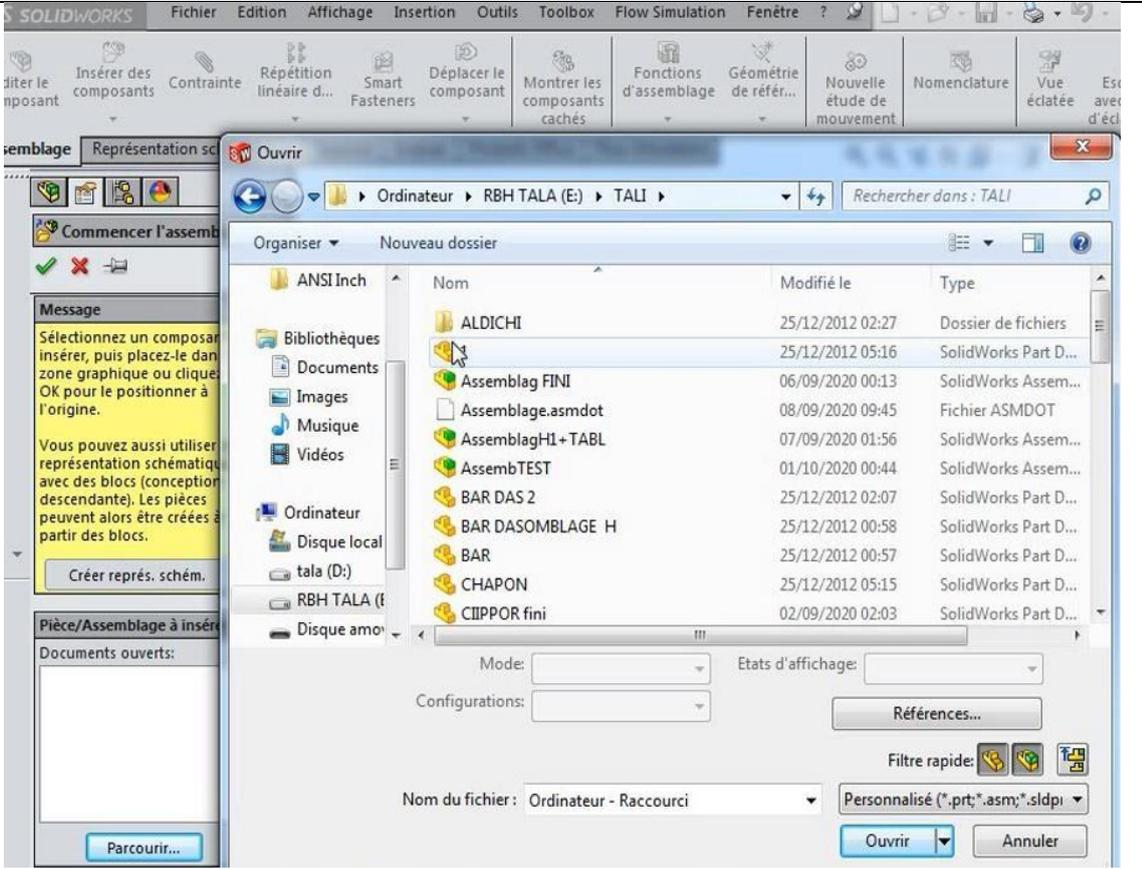 S SOLIDWORKS Fichier Edition Affichage Insertion Outils Toolbox Flow Simulation Fenêtre ?
diter le
mposant
Insérer des
composants
Contrainte
Répétition
linéaire d...
Smart
Fasteners
Déplacer le
composant
Montrer les
composants
cachés
Fonctions
d'assemblage
Géométrie
de référ...
Nouvelle
étude de
mouvement
Nomenclature
Vue
éclatée
Esq
avec
d'écl
semblage Représentation sc
Commencer l'assemb
Message
Sélectionnez un composan
insérer, puis placez-le dan
zone graphique ou cliquez
OK pour le positionner à
l'origine.
Vous pouvez aussi utiliser
représentation schématiqu
avec des blocs (conception
descendante). Les pièces
peuvent alors être créées à
partir des blocs.
Créer représ. schém.
Pièce/Assemblage à insére
Documents ouverts:
Parcourir...
Ouvrir
Ordinateur RBH TALA (E:) TALI
Rechercher dans : TALI
Organiser Nouveau dossier
ANSI Inch
Bibliothèques
Documents
Images
Musique
Vidéos
Ordinateur
Disque local
tala (D:)
RBH TALA (E
Disque amov
Nom Modifié le Type
ALDICHI 25/12/2012 02:27 Dossier de fichiers
1 25/12/2012 05:16 SolidWorks Part D...
Assemblag FINI 06/09/2020 00:13 SolidWorks Assem...
Assemblage.asmdot 08/09/2020 09:45 Fichier ASMDOT
AssemblagH1+TABL 07/09/2020 01:56 SolidWorks Assem...
AssembTEST 01/10/2020 00:44 SolidWorks Assem...
BAR DAS 2 25/12/2012 02:07 SolidWorks Part D...
BAR DASOMBLAGE H 25/12/2012 00:58 SolidWorks Part D...
BAR 25/12/2012 00:57 SolidWorks Part D...
CHAPON 25/12/2012 05:15 SolidWorks Part D...
CIIPPOR fini 02/09/2020 02:03 SolidWorks Part D...
Mode: Etats d'affichage:
Configurations:
Références...
Filtre rapide:
Nom du fichier : Ordinateur - Raccourci Personnalisé (*.prt;*.asm;*.sldpr
Ouvrir Annuler